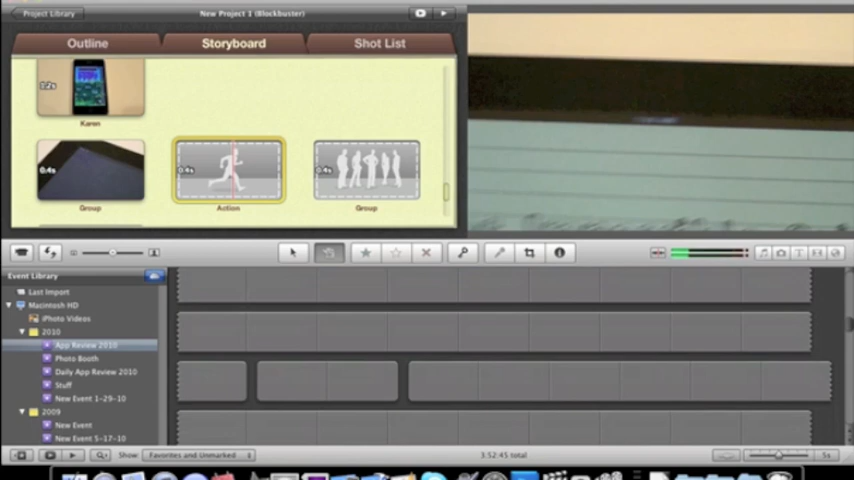 Project Library
New Project 1 (Blockbuster)
Outline
Storyboard
Shot List
Karen
0.4s
Group
0.4s
Action
0.4s
Group
Event Library
Last Import
Macintosh HD
iPhoto Videos
2010
App Review 2010
Photo Booth
Daily App Review 2010
Stuff
New Event 1-29-10
2009
New Event
New Event 5-17-10
Show: Favorites and Unmarked
3:52:45 total
5s